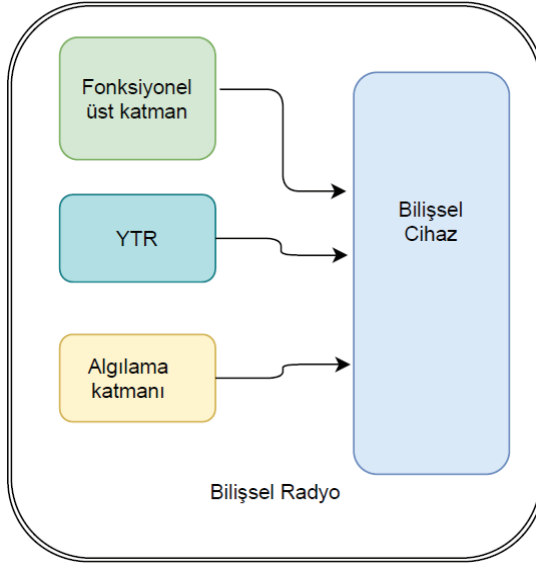 Fonksiyonel
üst katman
YTR
Bilişsel
Cihaz
Algılama
katmanı
Bilişsel Radyo